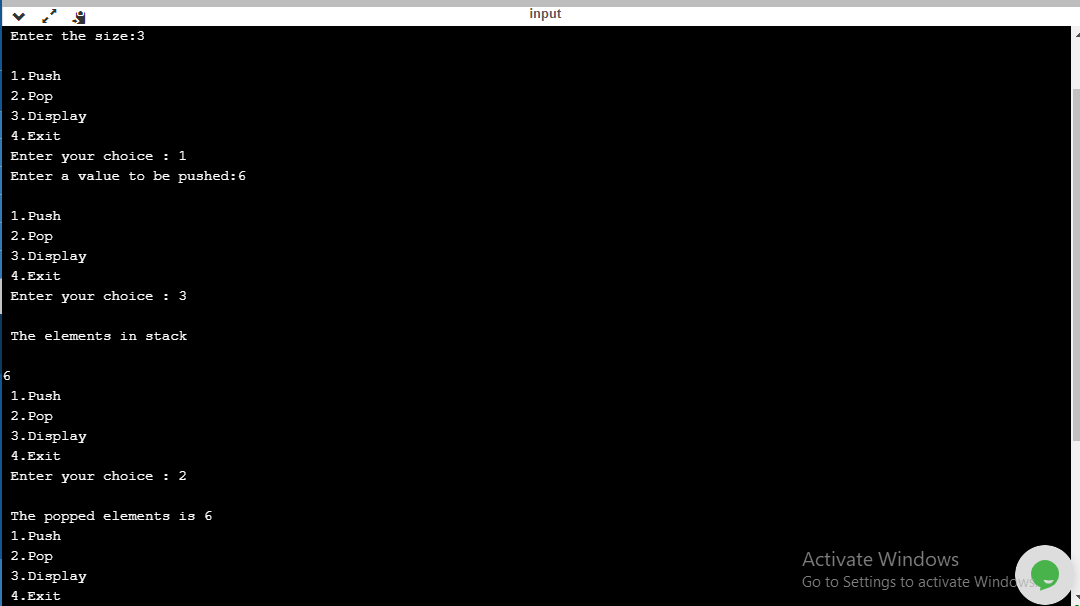 input
Enter the size:3
1.Push
2.Pop
3.Display
4.Exit
Enter your choice : 1
Enter a value to be pushed:6
1.Push
2.Pop
3.Display
4.Exit
Enter your choice : 3
The elements in stack
6
1.Push
2.Pop
3.Display
4.Exit
Enter your choice : 2
The popped elements is 6
1.Push
2.Pop
3.Display
4.Exit
Activate Windows
Go to Settings to activate Windows.